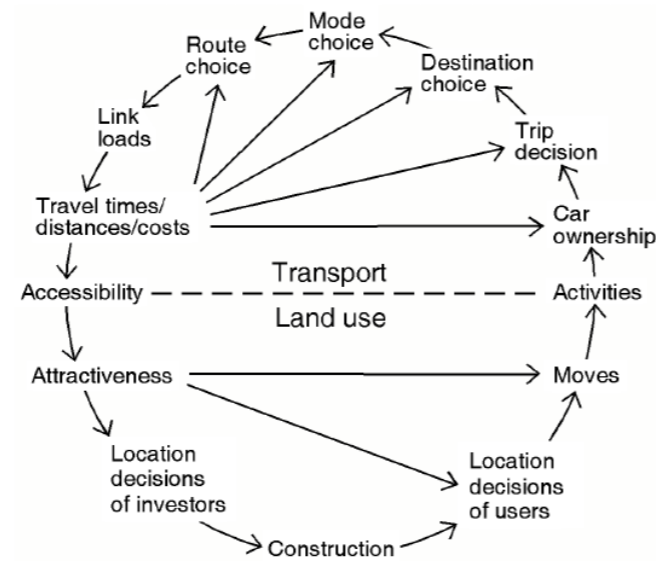 Mode
choice
Route
choice
Destination
choice
Link
loads
Trip
decision
Travel times/
distances/costs
Car
ownership
Transport
Accessibility
Activities
Land use
Attractiveness
Moves
Location
decisions
of investors
Location
decisions
of users
Construction